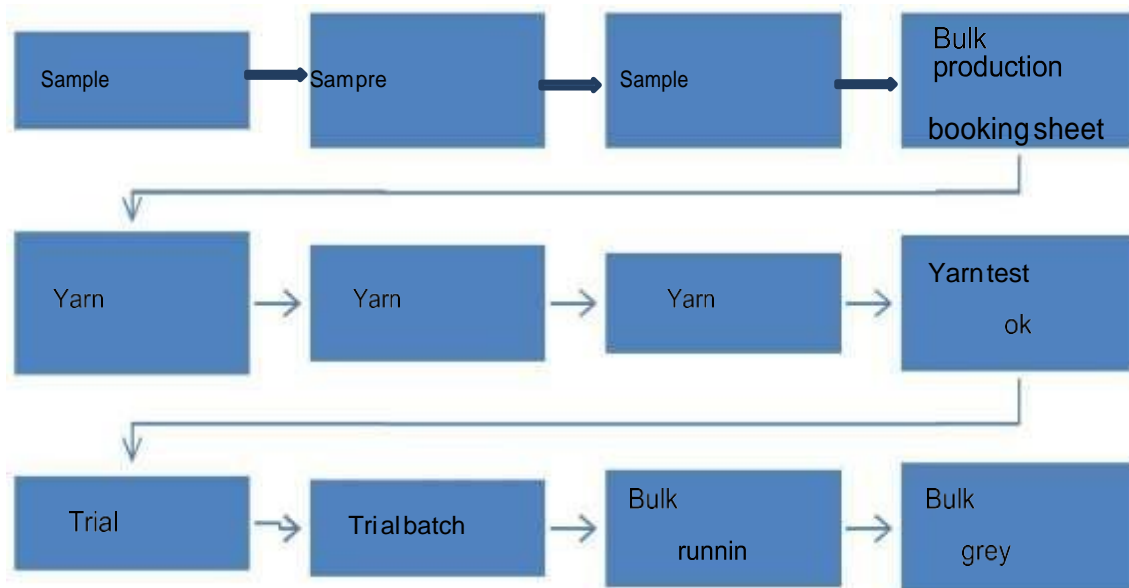 Sample
Sampre
Sample
Bulk
production
booking sheet
Yarn
Yarn
Yarn
Yarn test
ok
Trial
Trial batch
Bulk
runnin
Bulk
grey